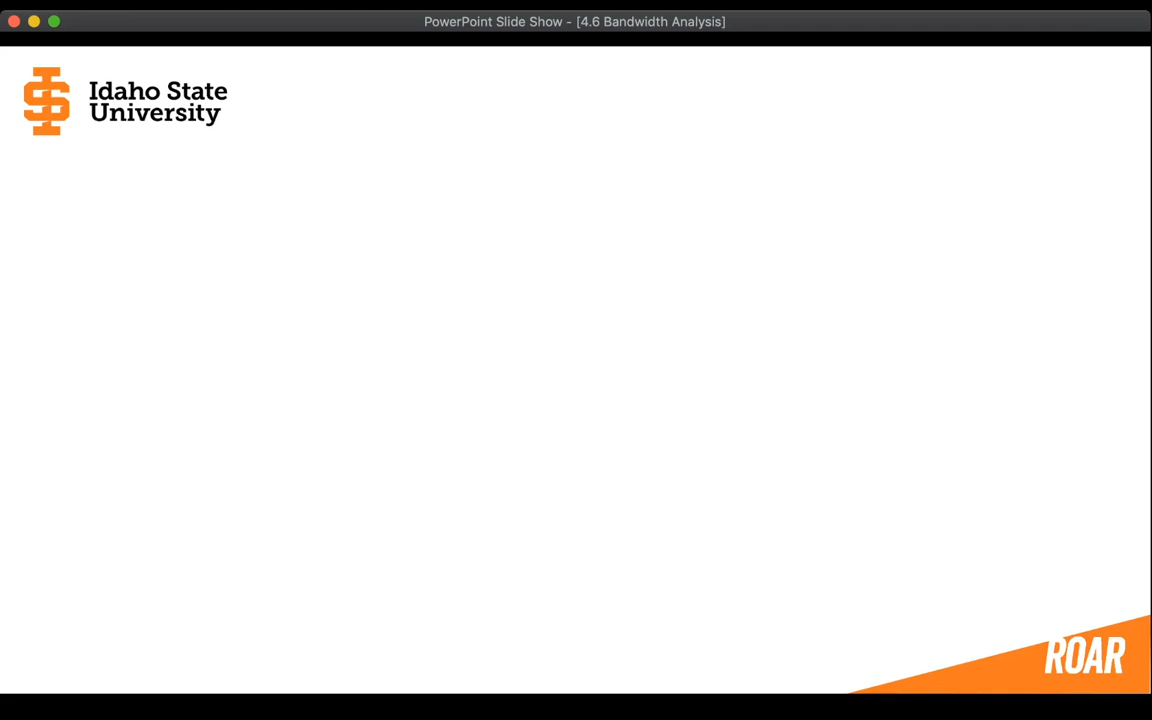 PowerPoint Slide Show - [4.6 Bandwidth Analysis]
Idaho State
University
ROAR